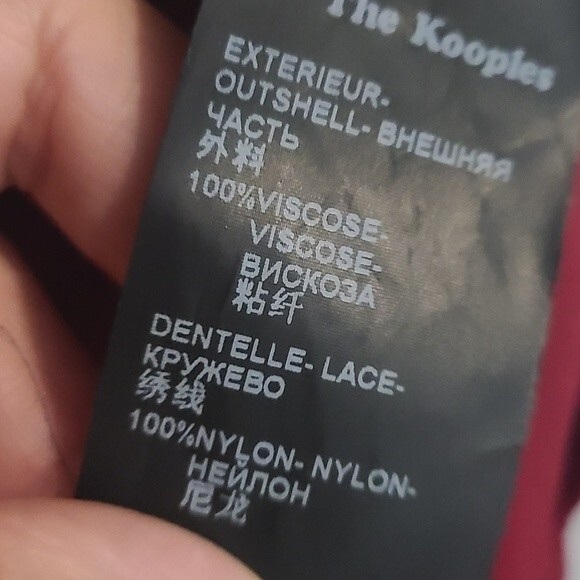 The Kooples
EXTERIEUR-
OUTSHELL- ВНЕШНЯЯ
ЧАСТЬ
外料
100%VISCOSE-
VISCOSE-
ВИСКОЗА
粘纤
DENTELLE- LACE-
КРУЖЕВО
绣线
100%NYLON- NYLON-
НЕЙЛОН
尼龙